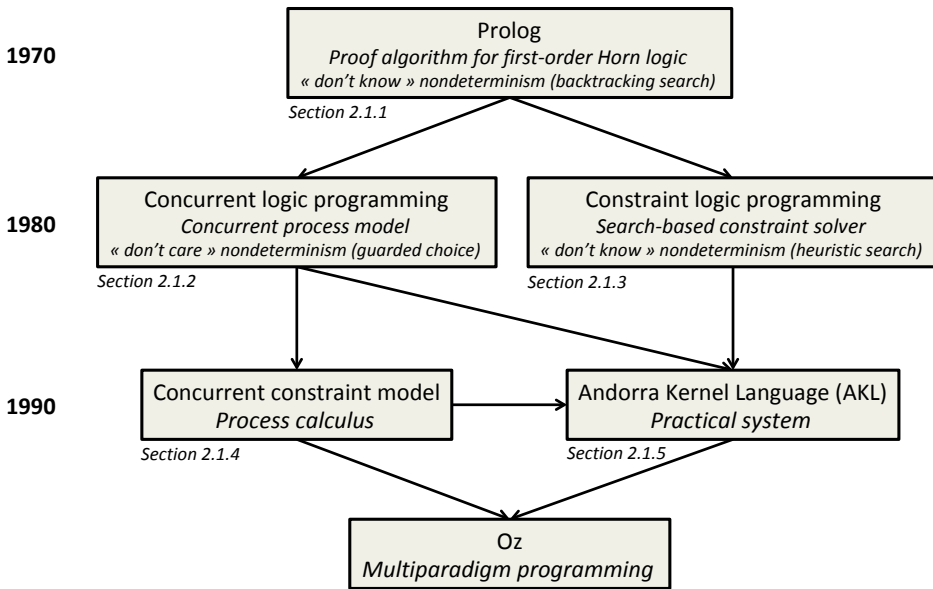 1970
Prolog
Proof algorithm for first-order Horn logic
« don’t know » nondeterminism (backtracking search)
Section 2.1.1
1980
Concurrent logic programming
Concurrent process model
« don’t care » nondeterminism (guarded choice)
Section 2.1.2
Constraint logic programming
Search-based constraint solver
« don’t know » nondeterminism (heuristic search)
Section 2.1.3
1990
Concurrent constraint model
Process calculus
Section 2.1.4
Andorra Kernel Language (AKL)
Practical system
Section 2.1.5
Oz
Multiparadigm programming